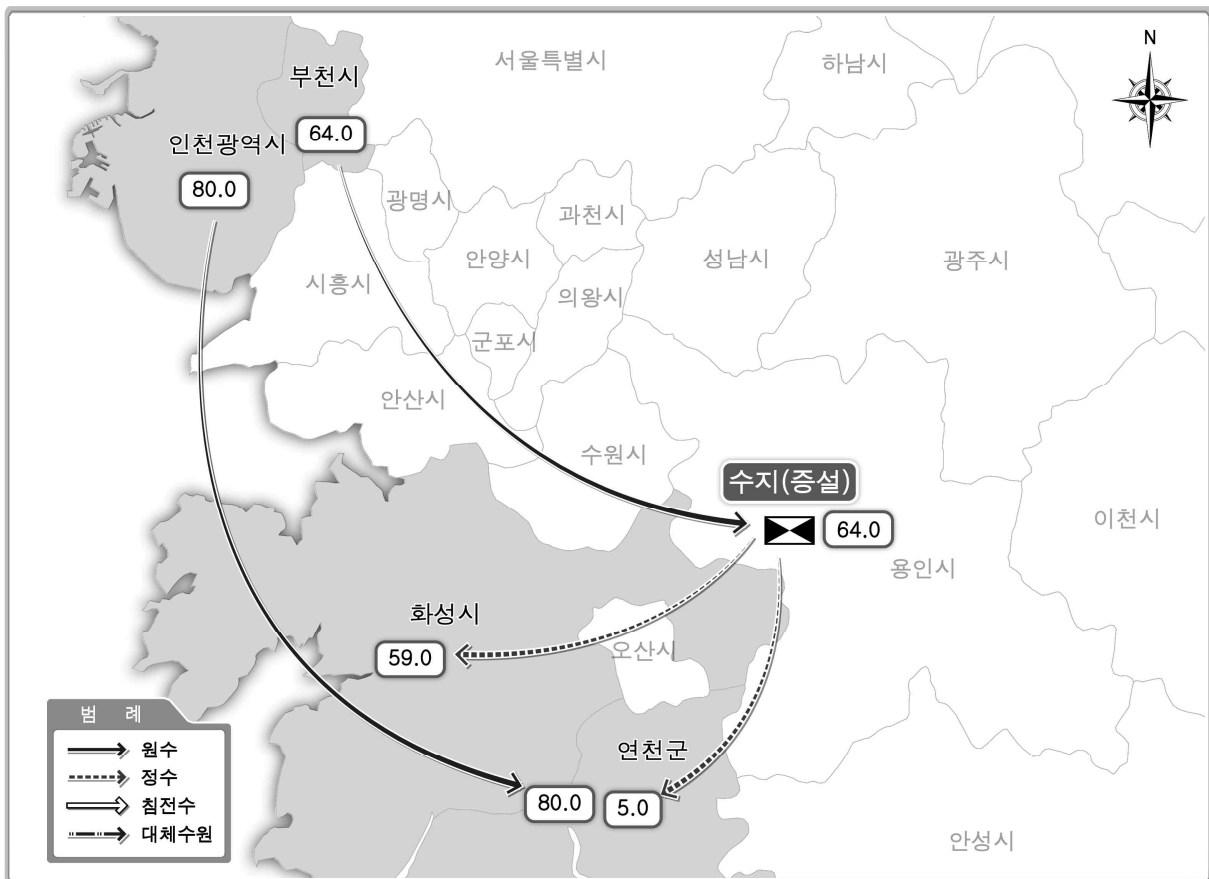 부천시
서울특별시
하남시
N
64.0
인천광역시
80.0
광명시
과천시
안양시
성남시
광주시
시흥시
의왕시
군포시
안산시
수원시
수지(증설)
64.0
이천시
용인시
화성시
59.0
오산시
연천군
80.0
5.0
안성시
범 례
원수
정수
침전수
대체수원